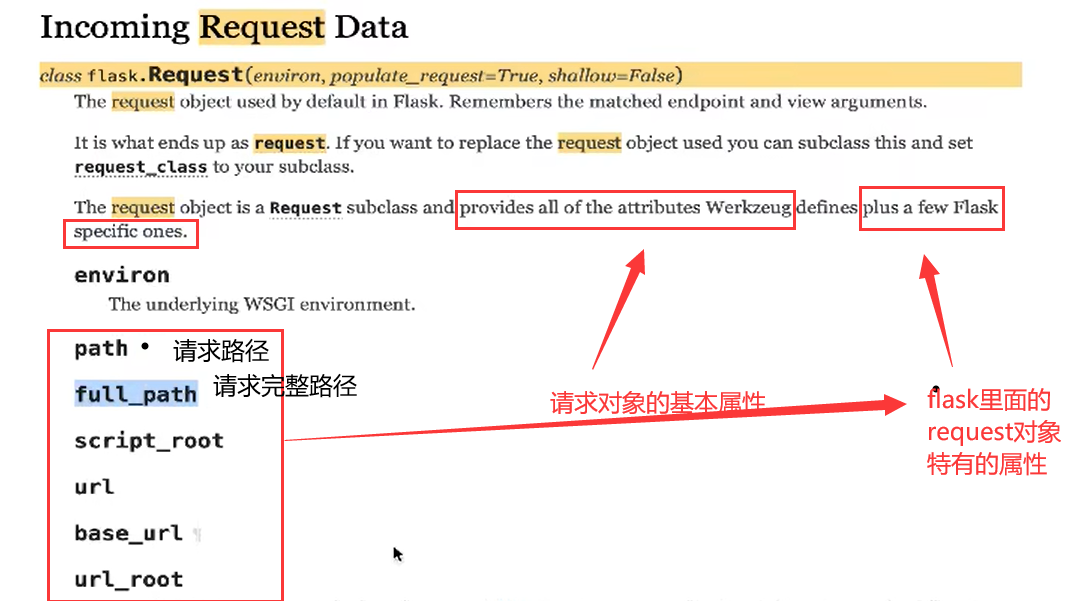 Incoming Request Data
class flask.Request(environ, populate_request=True, shallow=False)
The request object used by default in Flask. Remembers the matched endpoint and view arguments.
It is what ends up as request. If you want to replace the request object used you can subclass this and set
request_class to your subclass.
The request object is a Request subclass and provides all of the attributes Werkzeug defines plus a few Flask
specific ones.
environ
The underlying WSGI environment.
path • 请求路径
full_path 请求完整路径
请求对象的基本属性
flask里面的
request对象
特有的属性
script_root
url
base_url ¶
url_root